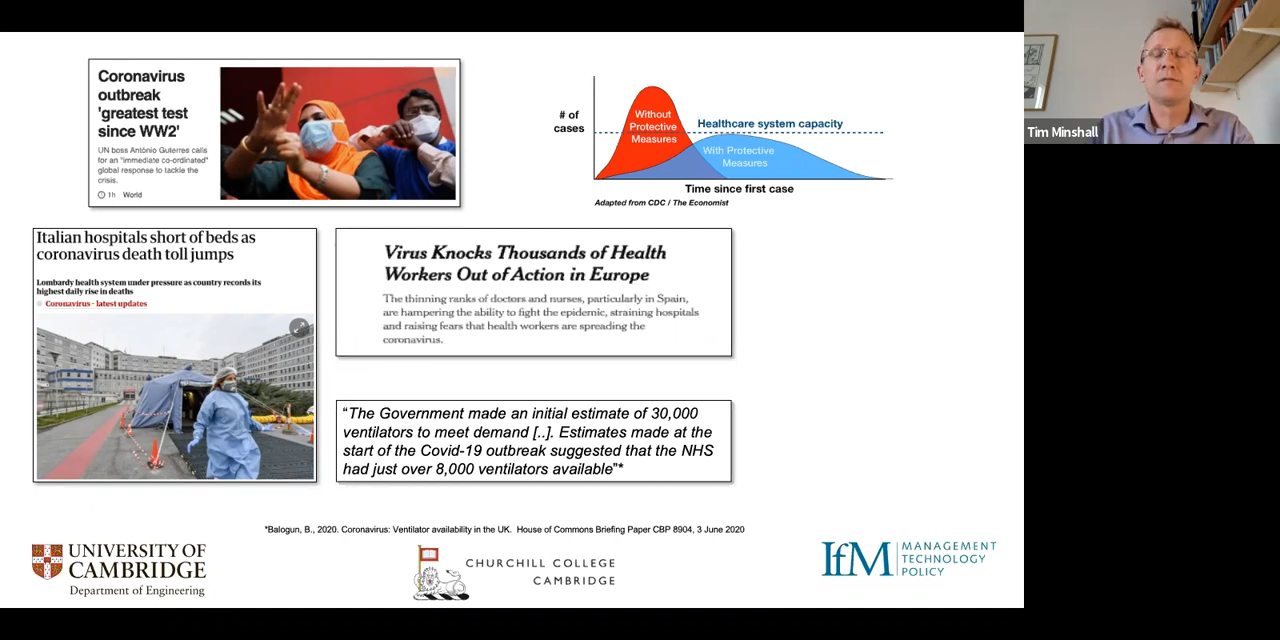 Coronavirus
outbreak
'greatest test
since WW2'
UN boss António Guterres calls
for an "immediate co-ordinated"
global response to tackle the
crisis.
1h World
# of
cases
Without
Protective
Measures
Healthcare system capacity
With Protective
Measures
Time since first case
Adapted from CDC / The Economist
Tim Minshall
Italian hospitals short of beds as
coronavirus death toll jumps
Lombardy health system under pressure as country records its
highest daily rise in deaths
Coronavirus - latest updates
Virus Knocks Thousands of Health
Workers Out of Action in Europe
The thinning ranks of doctors and nurses, particularly in Spain,
are hampering the ability to fight the epidemic, straining hospitals
and raising fears that health workers are spreading the
coronavirus.
"The Government made an initial estimate of 30,000
ventilators to meet demand [..]. Estimates made at the
start of the Covid-19 outbreak suggested that the NHS
had just over 8,000 ventilators available"*
*Balogun, B., 2020. Coronavirus: Ventilator availability in the UK. House of Commons Briefing Paper CBP 8904, 3 June 2020
UNIVERSITY OF
CAMBRIDGE
Department of Engineering
CHURCHILL COLLEGE
CAMBRIDGE
IfM
MANAGEMENT
TECHNOLOGY
POLICY